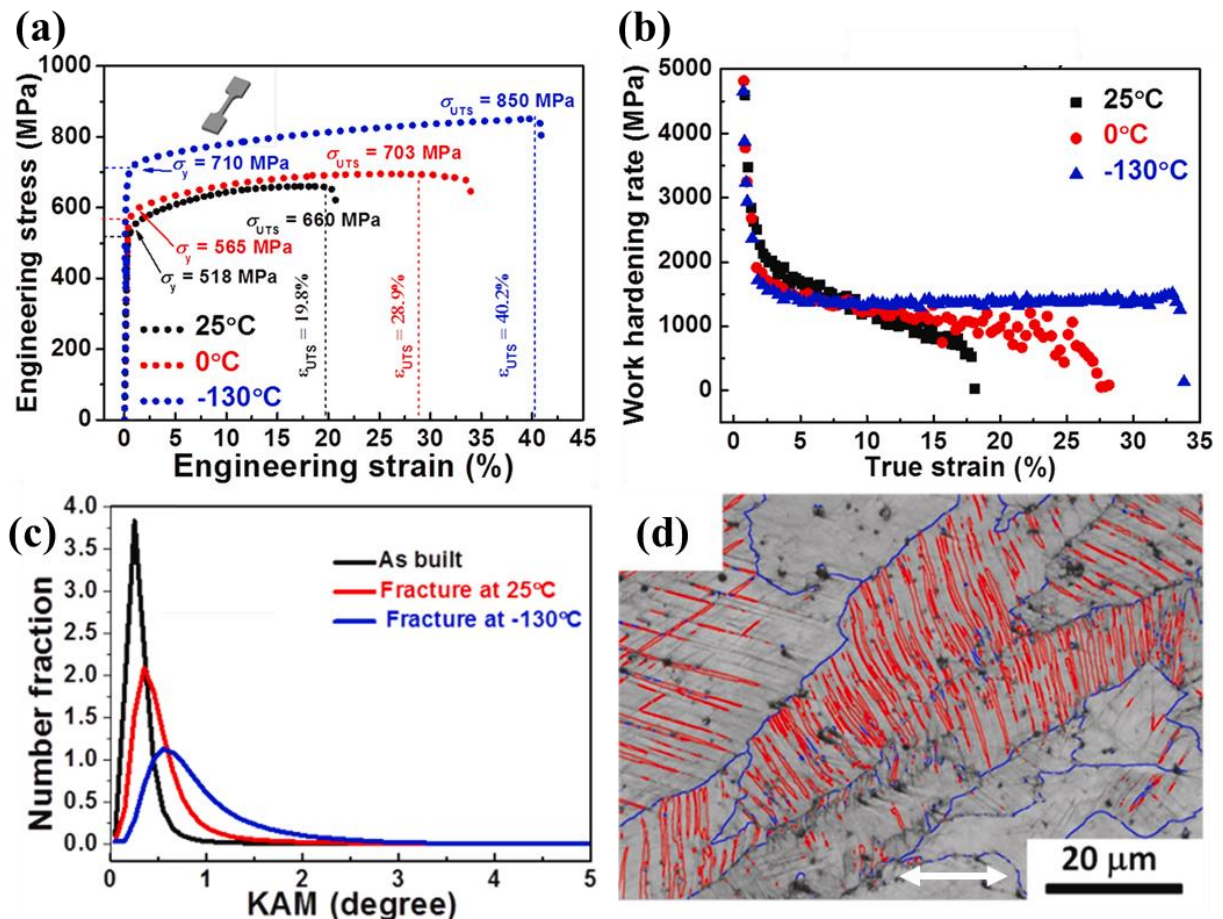 (a)
Engineering stress (MPa)
1000
800
600
400
200
0
σUTS = 850 MPa
σy = 710 MPa
σUTS = 703 MPa
σUTS = 660 MPa
σy = 565 MPa
σy = 518 MPa
εUTS = 19.8%
εUTS = 28.9%
εUTS = 40.2%
25°C
0°C
-130°C
0 5 10 15 20 25 30 35 40 45
Engineering strain (%)
(b)
Work hardening rate (MPa)
5000
4000
3000
2000
1000
0
25°C
0°C
-130°C
0 5 10 15 20 25 30 35
True strain (%)
(c)
Number fraction
4.0
3.5
3.0
2.5
2.0
1.5
1.0
0.5
0.0
As built
Fracture at 25°C
Fracture at -130°C
0 1 2 3 4 5
KAM (degree)
(d)
20 μm